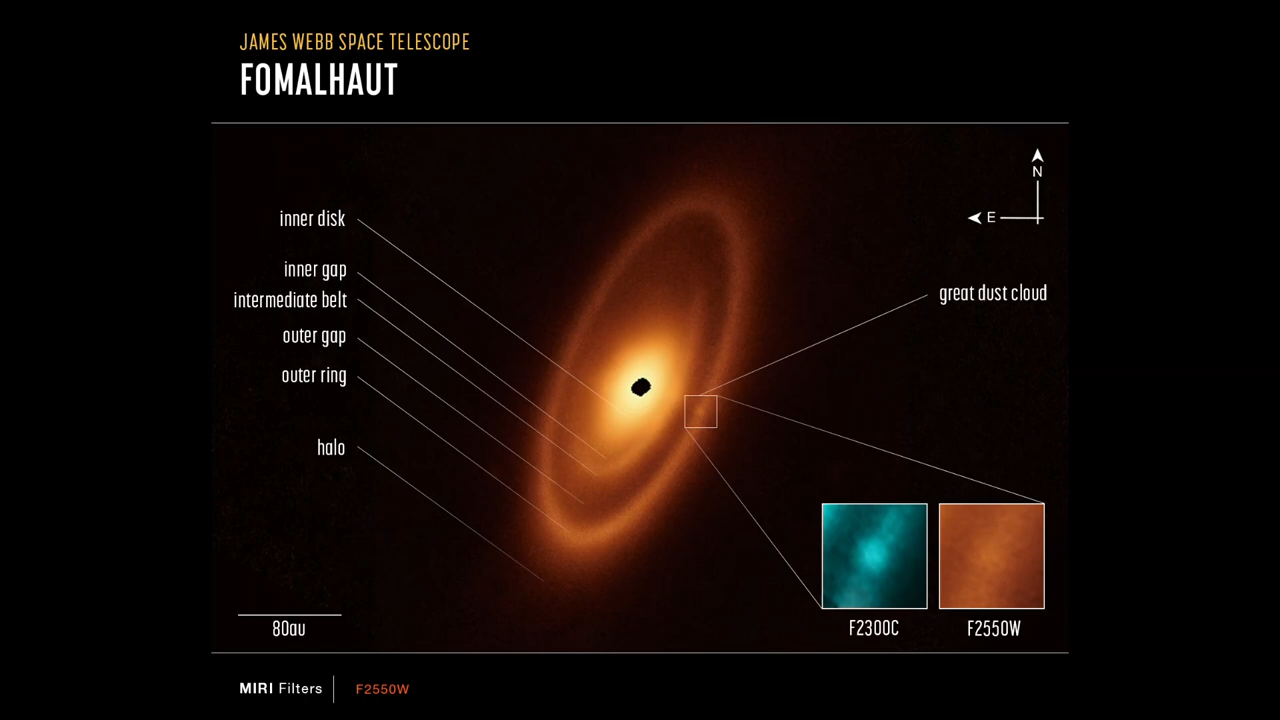 JAMES WEBB SPACE TELESCOPE
FOMALHAUT
N
E
inner disk
inner gap
intermediate belt
outer gap
outer ring
halo
great dust cloud
80au
F2300C
F2550W
MIRI Filters
F2550W